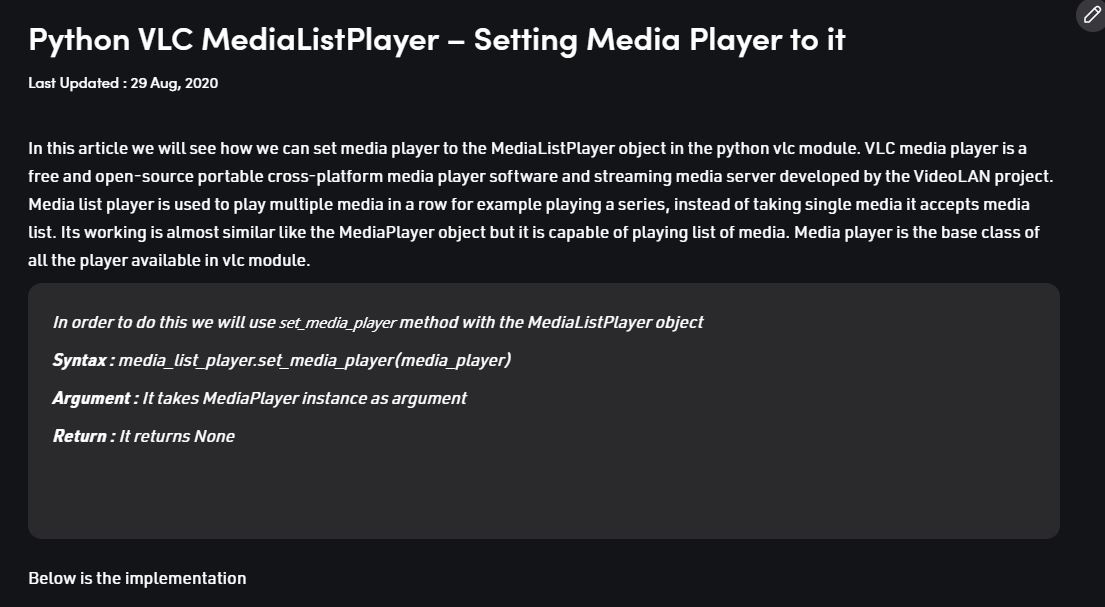 Python VLC MediaListPlayer – Setting Media Player to it
Last Updated : 29 Aug, 2020
In this article we will see how we can set media player to the MediaListPlayer object in the python vlc module. VLC media player is a
free and open-source portable cross-platform media player software and streaming media server developed by the VideoLAN project.
Media list player is used to play multiple media in a row for example playing a series, instead of taking single media it accepts media
list. Its working is almost similar like the MediaPlayer object but it is capable of playing list of media. Media player is the base class of
all the player available in vlc module.
In order to do this we will use set_media_player method with the MediaListPlayer object
Syntax : media_list_player.set_media_player(media_player)
Argument : It takes MediaPlayer instance as argument
Return : It returns None
Below is the implementation